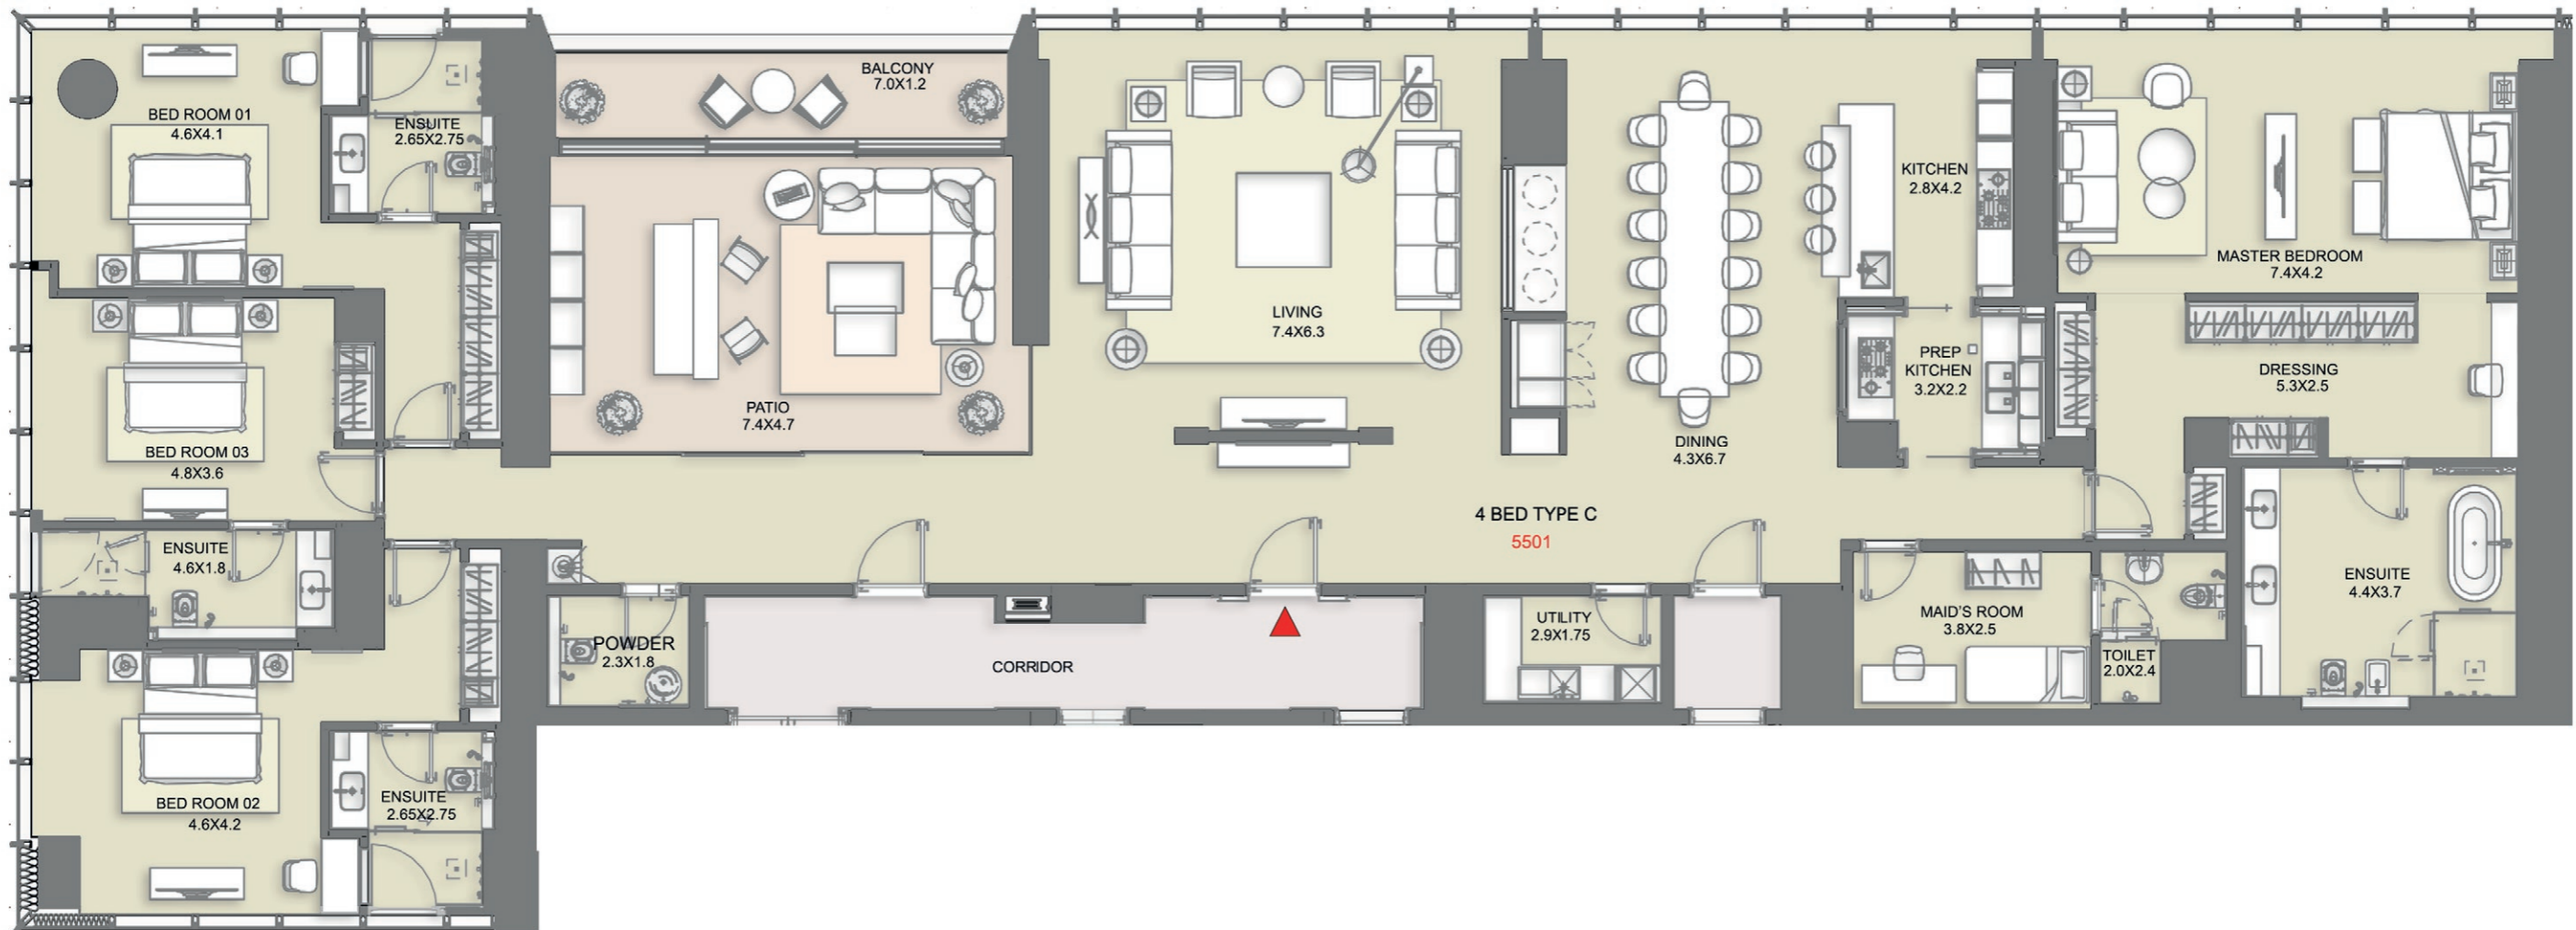 BED ROOM 01
4.6X4.1
ENSUITE
2.65X2.75
BALCONY
7.0X1.2
KITCHEN
2.8X4.2
MASTER BEDROOM
7.4X4.2
LIVING
7.4X6.3
PREP
KITCHEN
3.2X2.2
DRESSING
5.3X2.5
PATIO
7.4X4.7
DINING
4.3X6.7
BED ROOM 03
4.8X3.6
4 BED TYPE C
5501
ENSUITE
4.6X1.8
ENSUITE
4.4X3.7
POWDER
2.3X1.8
CORRIDOR
UTILITY
2.9X1.75
MAID'S ROOM
3.8X2.5
TOILET
2.0X2.4
BED ROOM 02
4.6X4.2
ENSUITE
2.65X2.75